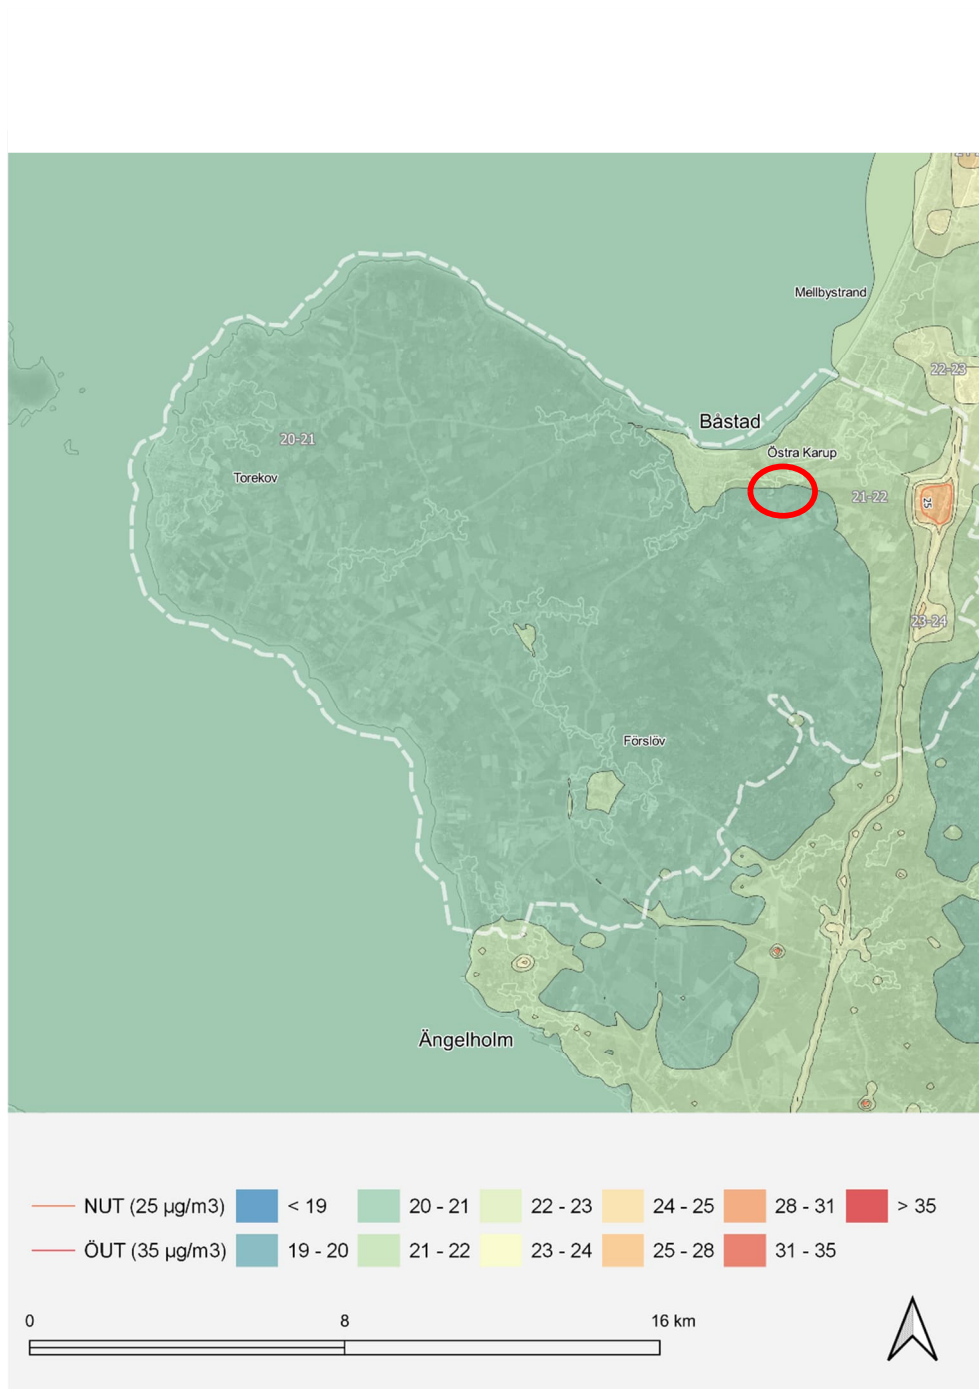 Mellbystrand
22-23
Båstad
20-21
Östra Karup
Torekov
21-22
25
23-24
Förslöv
Ängelholm
NUT (25 µg/m3)
< 19
20 - 21
22 - 23
24 - 25
28 - 31
> 35
ÖUT (35 µg/m3)
19 - 20
21 - 22
23 - 24
25 - 28
31 - 35
0
8
16 km